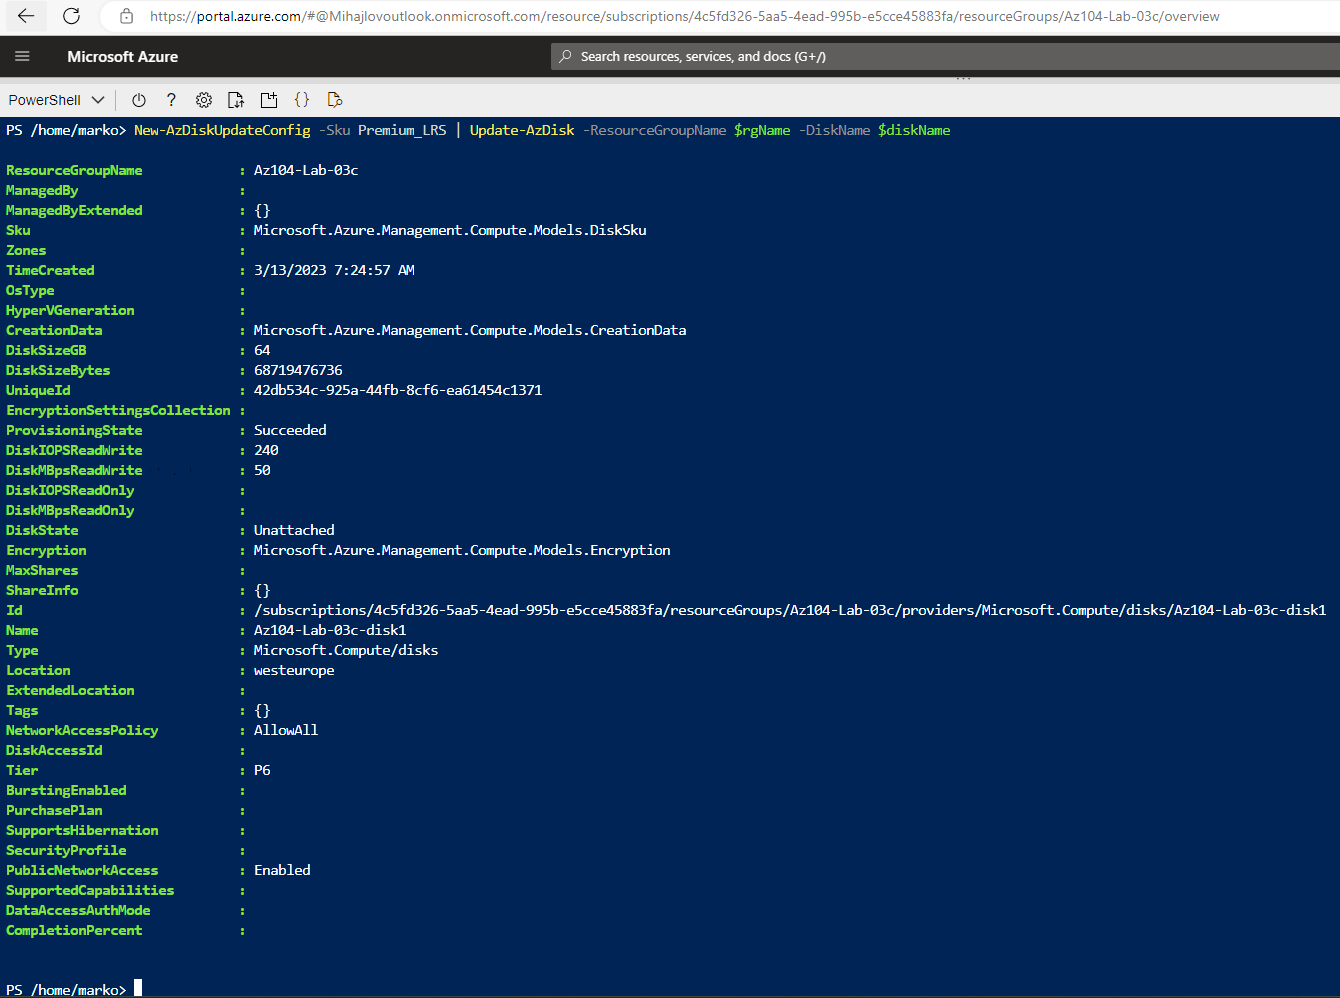 https://portal.azure.com/#@Mihajlovoutlook.onmicrosoft.com/resource/subscriptions/4c5fd326-5aa5-4ead-995b-e5cce45883fa/resourceGroups/Az104-Lab-03c/overview
Microsoft Azure
Search resources, services, and docs (G+/)
PowerShell
PS /home/marko> New-AzDiskUpdateConfig -Sku Premium_LRS | Update-AzDisk -ResourceGroupName $rgName -DiskName $diskName
ResourceGroupName : Az104-Lab-03c
ManagedBy :
ManagedByExtended : {}
Sku : Microsoft.Azure.Management.Compute.Models.DiskSku
Zones :
TimeCreated : 3/13/2023 7:24:57 AM
OsType :
HyperVGeneration :
CreationData : Microsoft.Azure.Management.Compute.Models.CreationData
DiskSizeGB : 64
DiskSizeBytes : 68719476736
UniqueId : 42db534c-925a-44fb-8cf6-ea61454c1371
EncryptionSettingsCollection :
ProvisioningState : Succeeded
DiskIOPSReadWrite : 240
DiskMBpsReadWrite : 50
DiskIOPSReadOnly :
DiskMBpsReadOnly :
DiskState : Unattached
Encryption : Microsoft.Azure.Management.Compute.Models.Encryption
MaxShares :
ShareInfo : {}
Id : /subscriptions/4c5fd326-5aa5-4ead-995b-e5cce45883fa/resourceGroups/Az104-Lab-03c/providers/Microsoft.Compute/disks/Az104-Lab-03c-disk1
Name : Az104-Lab-03c-disk1
Type : Microsoft.Compute/disks
Location : westeurope
ExtendedLocation :
Tags : {}
NetworkAccessPolicy : AllowAll
DiskAccessId :
Tier : P6
BurstingEnabled :
PurchasePlan :
SupportsHibernation :
SecurityProfile :
PublicNetworkAccess : Enabled
SupportedCapabilities :
DataAccessAuthMode :
CompletionPercent :
PS /home/marko>